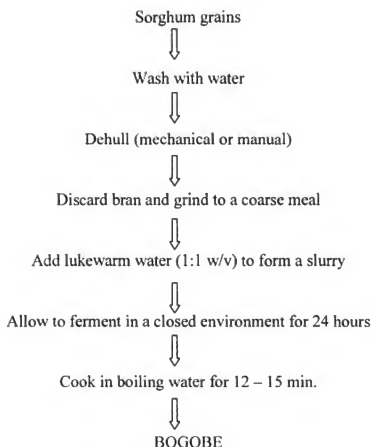 Sorghum grains
Wash with water
Dehull (mechanical or manual)
Discard bran and grind to a coarse meal
Add lukewarm water (1:1 w/v) to form a slurry
Allow to ferment in a closed environment for 24 hours
Cook in boiling water for 12 – 15 min.
BOGOBE